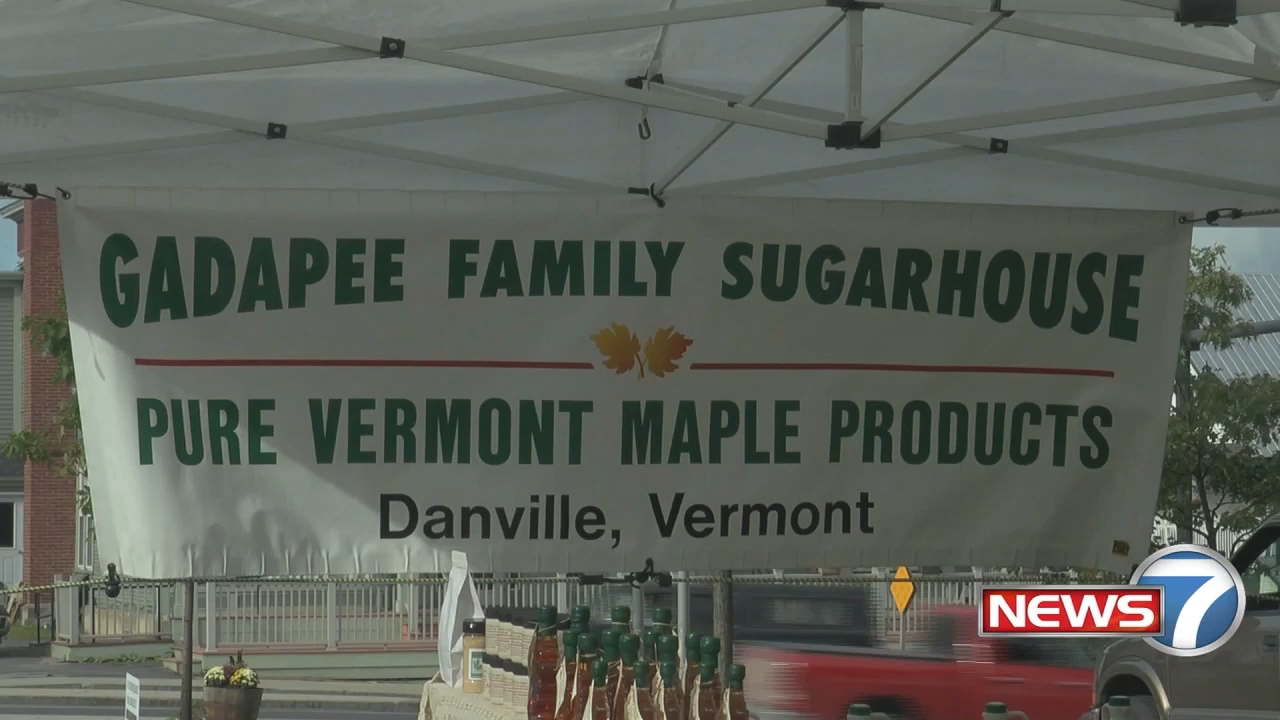 GADAPEE FAMILY SUGARHOUSE
PURE VERMONT MAPLE PRODUCTS
Danville, Vermont
NEWS 7